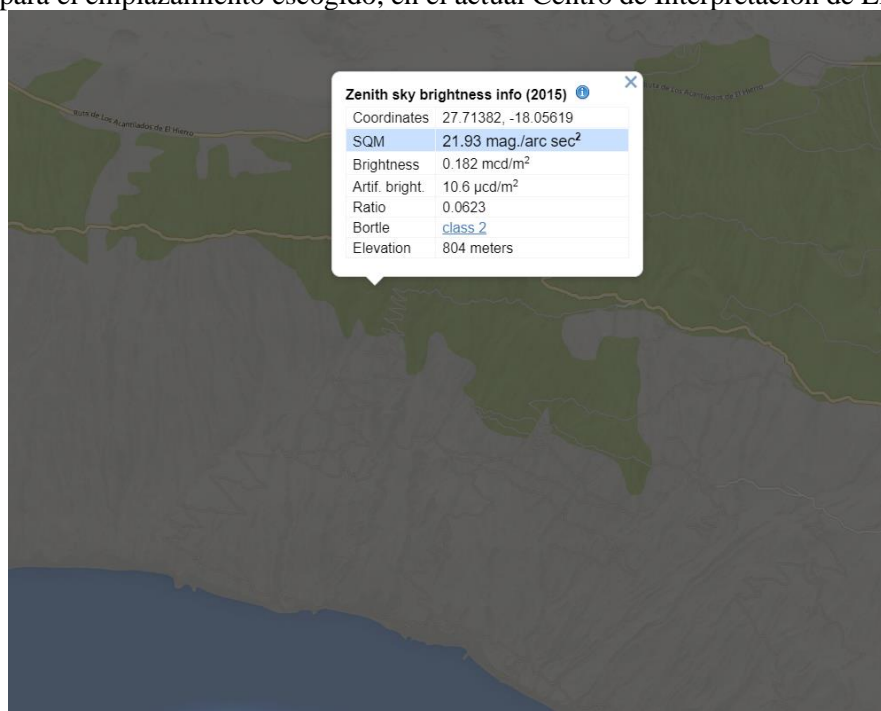 para el emplazamiento escogido, en el actual Centro de Interpretación de
Zenith sky brightness info (2015)
Ruta de Los Acantilados de El Hierro
Coordinates 27.71382, -18.05619
Ruta de Los Acantilados de El Hierro
SQM 21.93 mag./arc sec²
Brightness 0.182 mcd/m²
Artif. bright. 10.6 µcd/m²
Ratio 0.0623
Bortle class 2
Elevation 804 meters